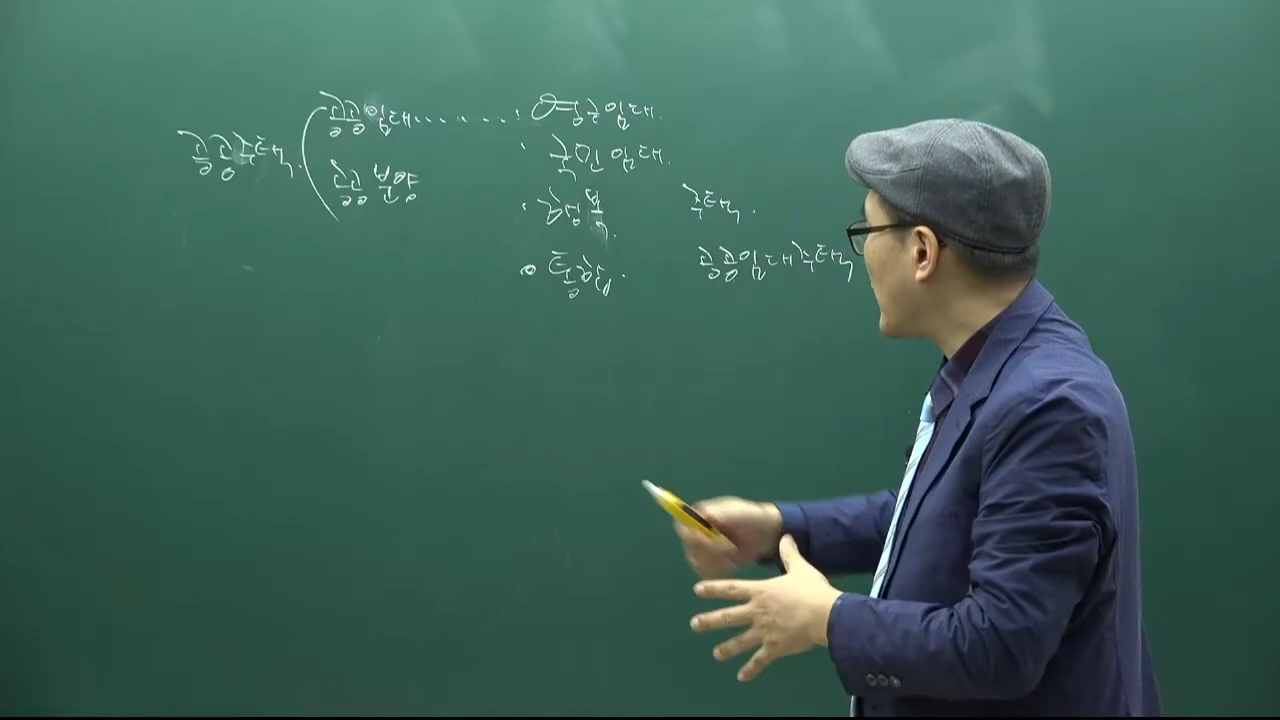 공공주택.
공공임대........
공공분양
· 영구임대.
· 국민임대.
· 행복
주택.
통합.
공공임대주택